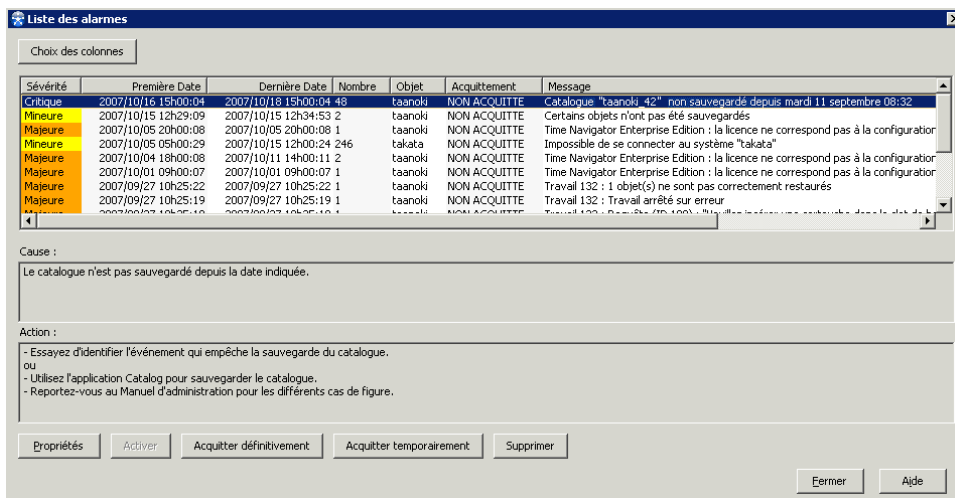 Liste des alarmes
Choix des colonnes
Sévérité Première Date Dernière Date Nombre Objet Acquittement Message
Critique 2007/10/16 15h00:04 2007/10/18 15h00:04 48 taanoki NON ACQUITTE Catalogue "taanoki_42" non sauvegardé depuis mardi 11 septembre 08:32
Mineure 2007/10/15 12h29:09 2007/10/15 12h34:53 2 taanoki NON ACQUITTE Certains objets n'ont pas été sauvegardés
Majeure 2007/10/05 20h00:08 2007/10/05 20h00:08 1 taanoki NON ACQUITTE Time Navigator Enterprise Edition : la licence ne correspond pas à la configuration
Mineure 2007/10/05 05h00:29 2007/10/15 12h00:24 246 takata NON ACQUITTE Impossible de se connecter au système "takata"
Majeure 2007/10/04 18h00:08 2007/10/11 14h00:11 2 taanoki NON ACQUITTE Time Navigator Enterprise Edition : la licence ne correspond pas à la configuration
Majeure 2007/10/01 09h00:07 2007/10/01 09h00:07 1 taanoki NON ACQUITTE Time Navigator Enterprise Edition : la licence ne correspond pas à la configuration
Majeure 2007/09/27 10h25:22 2007/09/27 10h25:22 1 taanoki NON ACQUITTE Travail 132 : 1 objet(s) ne sont pas correctement restaurés
Majeure 2007/09/27 10h25:19 2007/09/27 10h25:19 1 taanoki NON ACQUITTE Travail 132 : Travail arrêté sur erreur
Cause :
Le catalogue n'est pas sauvegardé depuis la date indiquée.
Action :
- Essayez d'identifier l'événement qui empêche la sauvegarde du catalogue.
ou
- Utilisez l'application Catalog pour sauvegarder le catalogue.
- Reportez-vous au Manuel d'administration pour les différents cas de figure.
Propriétés Activer Acquitter définitivement Acquitter temporairement Supprimer
Fermer Aide